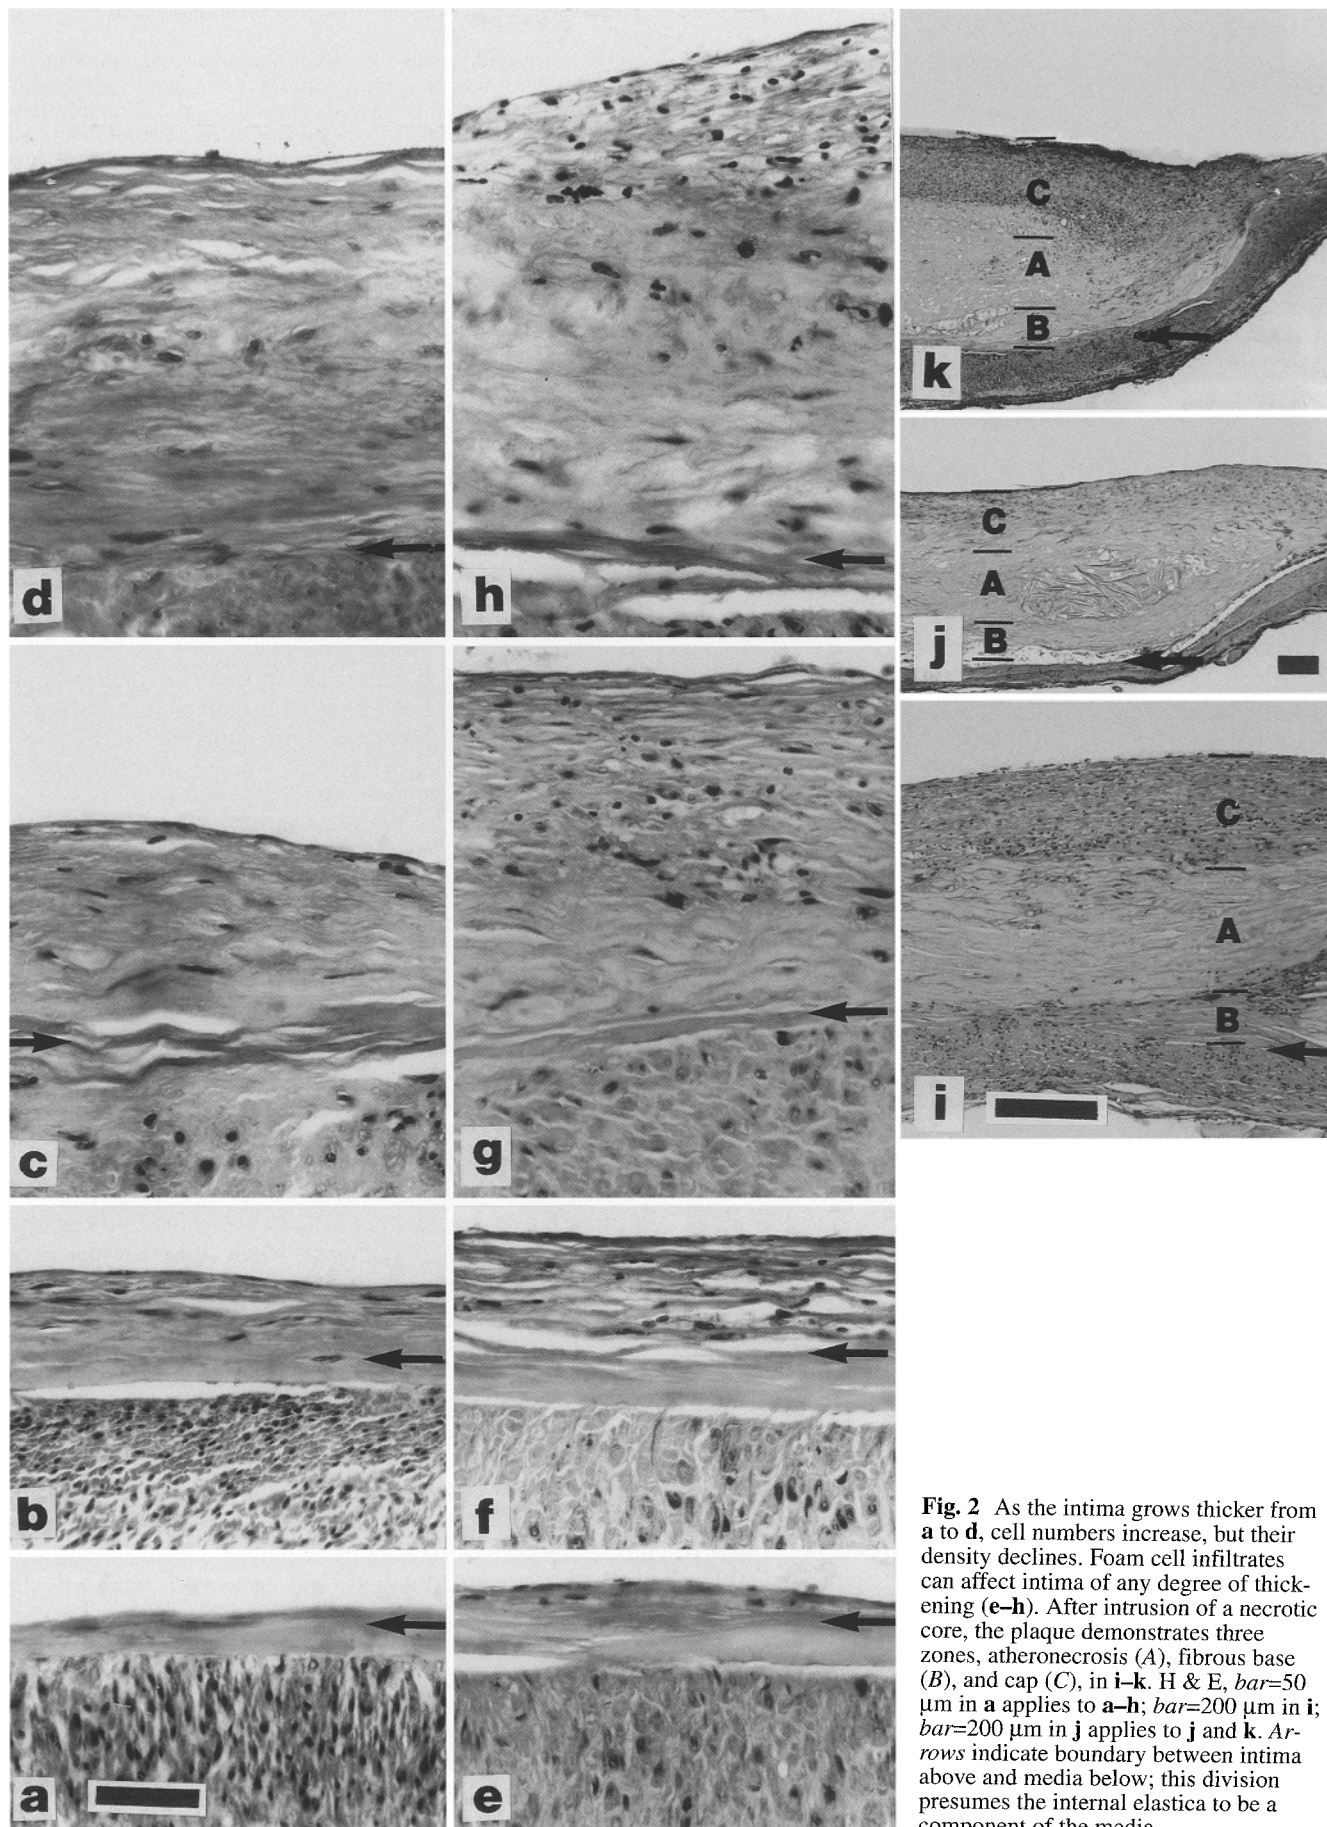 d
h
C
A
B
k
C
A
B
j
c
g
C
A
B
i
b
f
a
e
Fig. 2 As the intima grows thicker from
a to d, cell numbers increase, but their
density declines. Foam cell infiltrates
can affect intima of any degree of thick-
ening (e–h). After intrusion of a necrotic
core, the plaque demonstrates three
zones, atheronecrosis (A), fibrous base
(B), and cap (C), in i–k. H & E, bar=50
µm in a applies to a–h; bar=200 µm in i;
bar=200 µm in j applies to j and k. Ar-
rows indicate boundary between intima
above and media below; this division
presumes the internal elastica to be a
component of the media